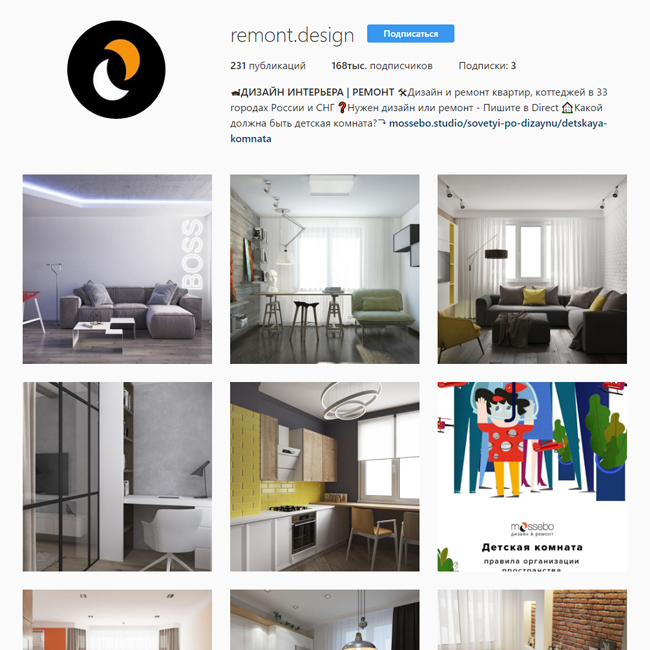 remont.design Подписаться
231 публикаций 168тыс. подписчиков Подписки: 3
🛋ДИЗАЙН ИНТЕРЬЕРА | РЕМОНТ 🛠Дизайн и ремонт квартир, коттеджей в 33
городах России и СНГ ❓Нужен дизайн или ремонт - Пишите в Direct 🏠Какой
должна быть детская комната?⤵ mossebo.studio/sovetyi-po-dizaynu/detskaya-
komnata
BOSS
mossebo
дизайн & ремонт
Детская комната
правила организации
пространства